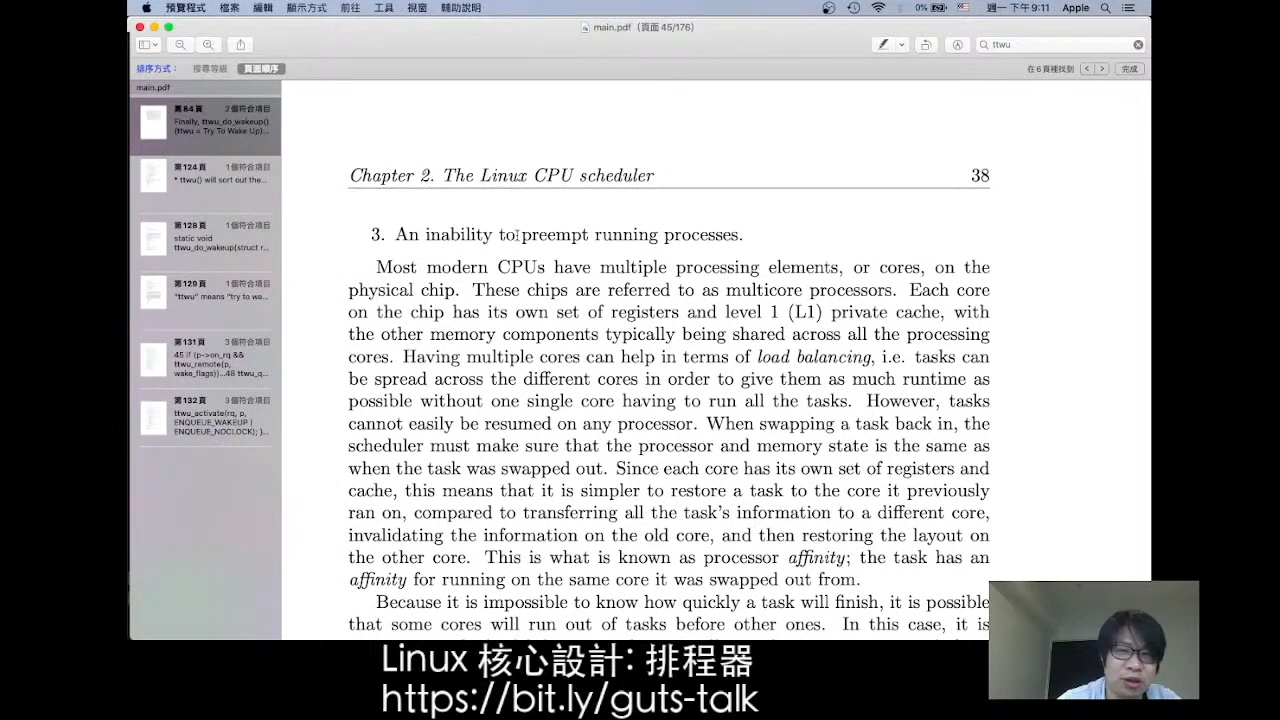 預覽程式 檔案 編輯 顯示方式 前往 工具 視窗 輔助說明 0% 週一 下午 9:11 Apple
main.pdf（頁面 45/176）
ttwu
排序方式： 搜尋等級 頁面順序 在 6 頁裡找到 完成
main.pdf
第 84 頁 2 個符合項目
Finally, ttwu_do_wakeup()
(ttwu = Try To Wake Up)...
第 124 頁 1 個符合項目
* ttwu() will sort out the...
第 128 頁 1 個符合項目
static void
ttwu_do_wakeup(struct r...
第 129 頁 1 個符合項目
"ttwu" means "try to wa...
第 131 頁 3 個符合項目
45 if (p->on_rq &&
ttwu_remote(p,
wake_flags))...48 ttwu_q...
第 132 頁 3 個符合項目
ttwu_activate(rq, p,
ENQUEUE_WAKEUP |
ENQUEUE_NOCLOCK); }...
Chapter 2. The Linux CPU scheduler 38
3. An inability to preempt running processes.
Most modern CPUs have multiple processing elements, or cores, on the
physical chip. These chips are referred to as multicore processors. Each core
on the chip has its own set of registers and level 1 (L1) private cache, with
the other memory components typically being shared across all the processing
cores. Having multiple cores can help in terms of load balancing, i.e. tasks can
be spread across the different cores in order to give them as much runtime as
possible without one single core having to run all the tasks. However, tasks
cannot easily be resumed on any processor. When swapping a task back in, the
scheduler must make sure that the processor and memory state is the same as
when the task was swapped out. Since each core has its own set of registers and
cache, this means that it is simpler to restore a task to the core it previously
ran on, compared to transferring all the task's information to a different core,
invalidating the information on the old core, and then restoring the layout on
the other core. This is what is known as processor affinity; the task has an
affinity for running on the same core it was swapped out from.
Because it is impossible to know how quickly a task will finish, it is possible
that some cores will run out of tasks before other ones. In this case, it is
Linux 核心設計: 排程器
https://bit.ly/guts-talk